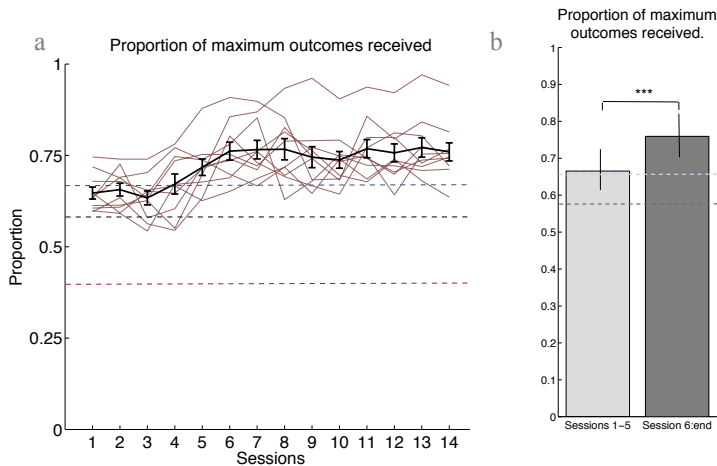 a
Proportion of maximum outcomes received
1
0.75
0.5
0.25
0
Proportion
1 2 3 4 5 6 7 8 9 10 11 12 13 14
Sessions
b
Proportion of maximum
outcomes received.
***
1
0.9
0.8
0.7
0.6
0.5
0.4
0.3
0.2
0.1
0
Sessions 1−5 Session 6:end